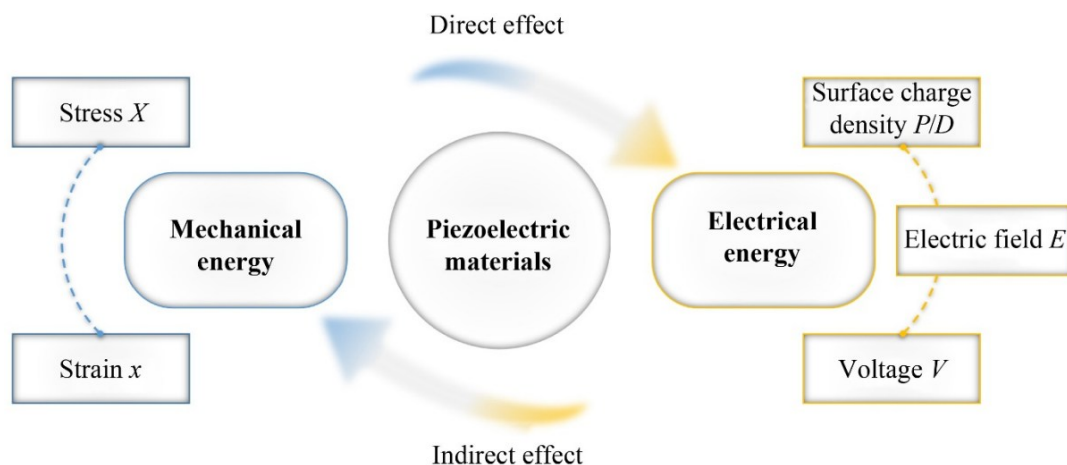 Direct effect
Stress X
Surface charge
density P/D
Mechanical
energy
Piezoelectric
materials
Electrical
energy
Electric field E
Strain x
Voltage V
Indirect effect